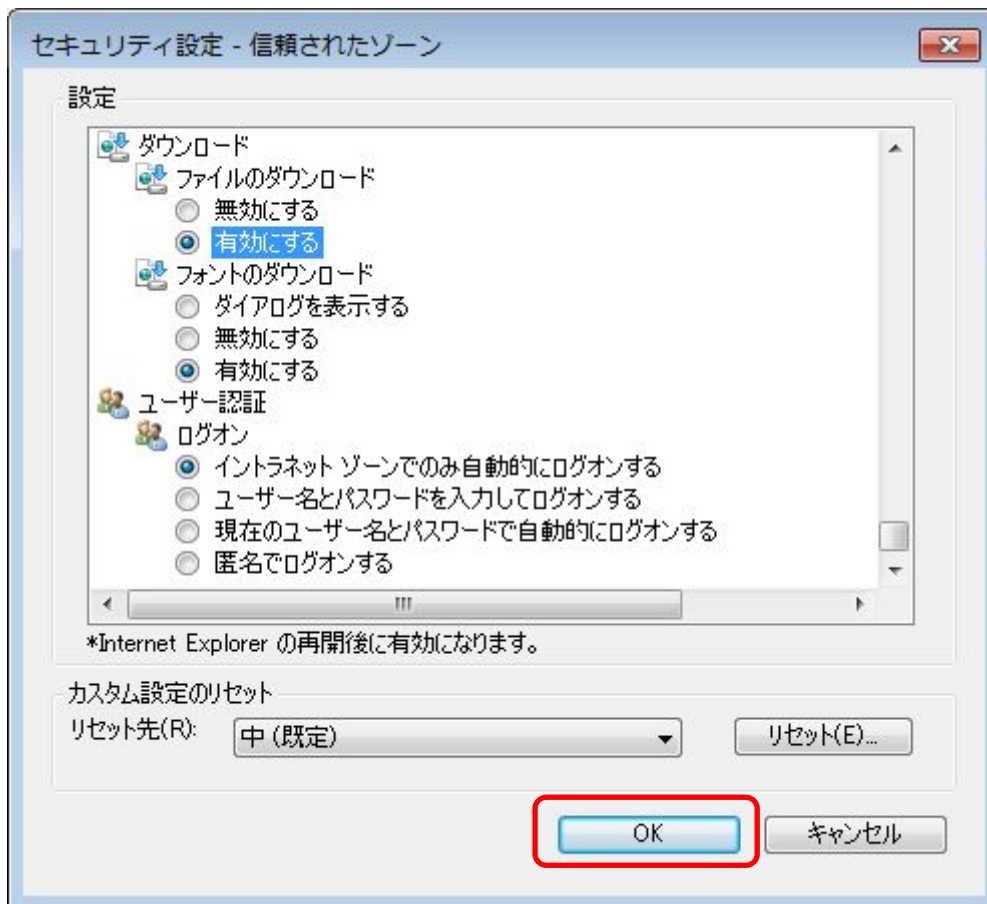 セキュリティ設定 - 信頼されたゾーン
設定
ダウンロード
ファイルのダウンロード
無効にする
有効にする
フォントのダウンロード
ダイアログを表示する
無効にする
有効にする
ユーザー認証
ログオン
イントラネット ゾーンでのみ自動的にログオンする
ユーザー名とパスワードを入力してログオンする
現在のユーザー名とパスワードで自動的にログオンする
匿名でログオンする
*Internet Explorer の再開後に有効になります。
カスタム設定のリセット
リセット先(R): 中 (既定) リセット(E)...
OK キャンセル